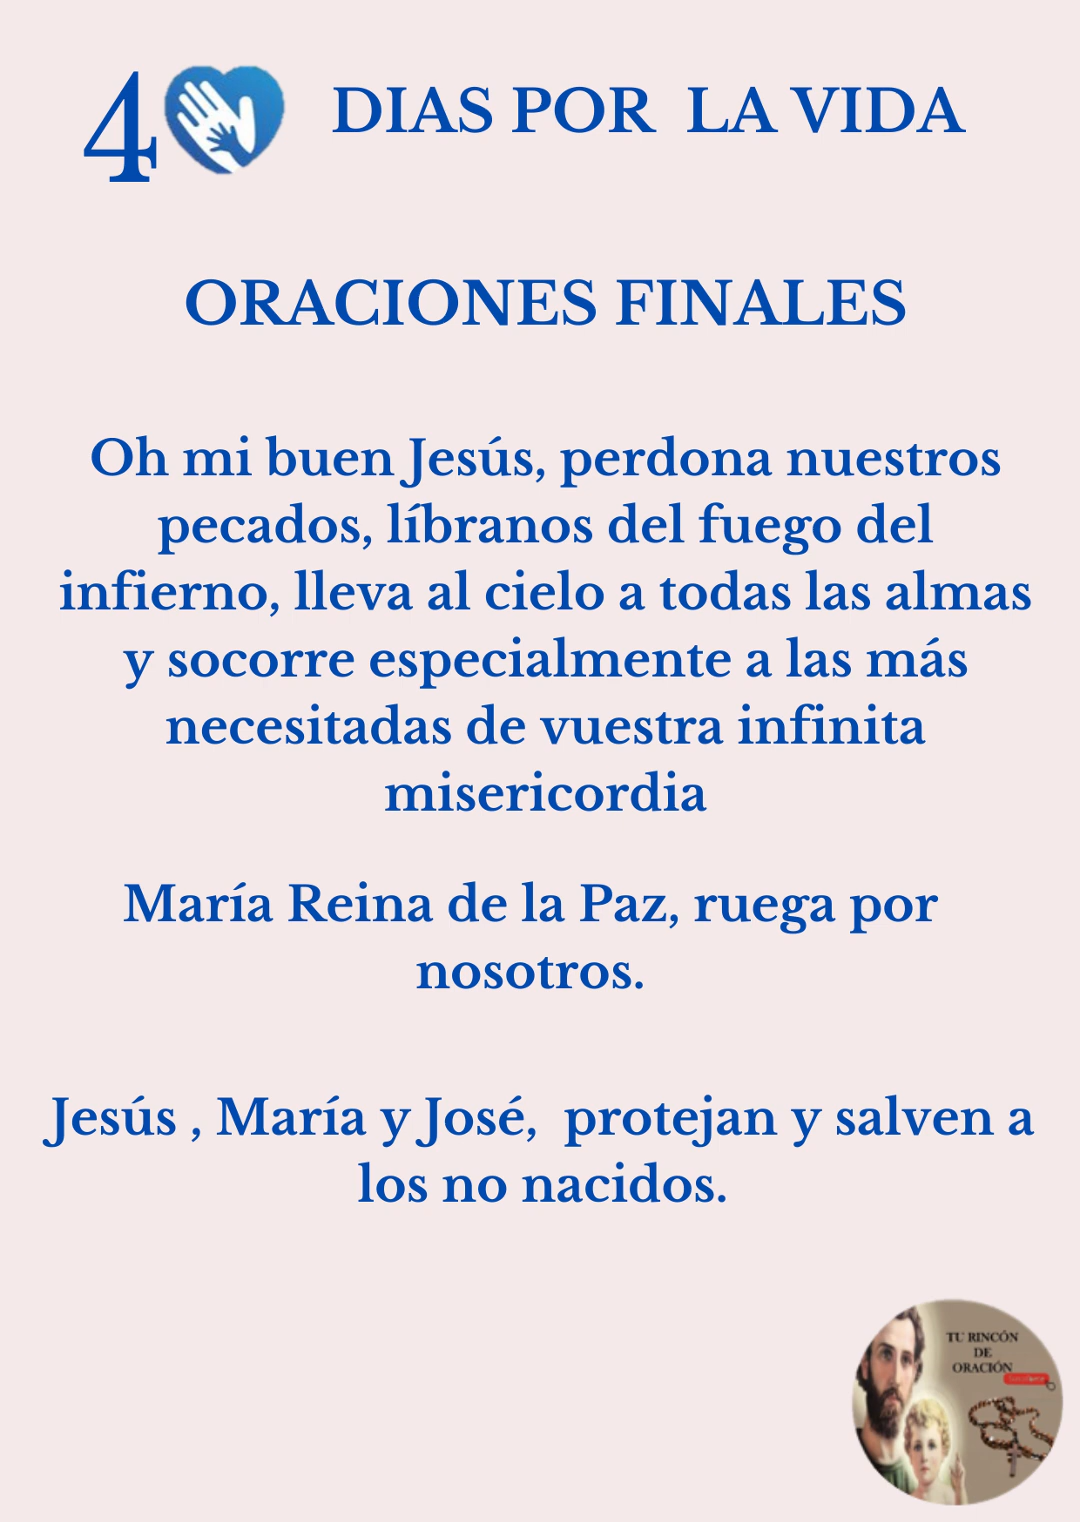 4 DIAS POR LA VIDA
ORACIONES FINALES
Oh mi buen Jesús, perdona nuestros
pecados, líbranos del fuego del
infierno, lleva al cielo a todas las almas
y socorre especialmente a las más
necesitadas de vuestra infinita
misericordia
María Reina de la Paz, ruega por
nosotros.
Jesús , María y José, protejan y salven a
los no nacidos.
TU RINCÓN
DE
ORACIÓN